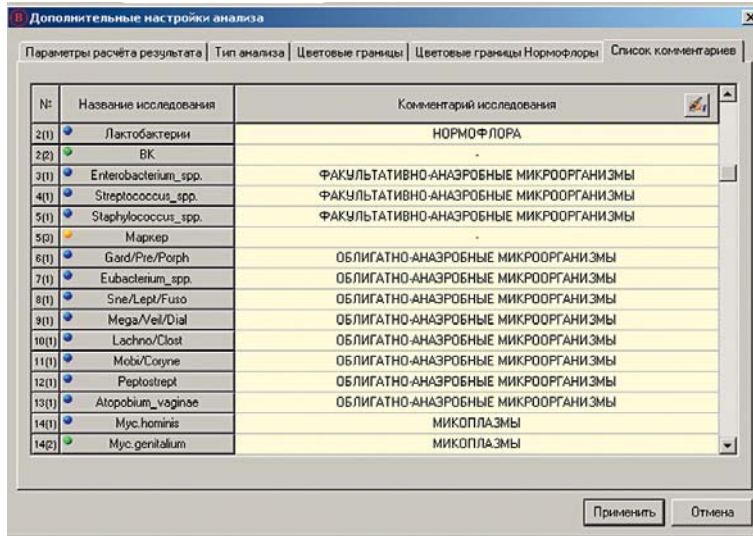 Дополнительные настройки анализа
Параметры расчёта результата Тип анализа Цветовые границы Цветовые границы Нормофлоры Список комментариев
№ Название исследования Комментарий исследования
2(1) Лактобактерии НОРМОФЛОРА
2(2) ВК -
3(1) Enterobacterium_spp. ФАКУЛЬТАТИВНО-АНАЭРОБНЫЕ МИКРООРГАНИЗМЫ
4(1) Streptococcus_spp. ФАКУЛЬТАТИВНО-АНАЭРОБНЫЕ МИКРООРГАНИЗМЫ
5(1) Staphylococcus_spp. ФАКУЛЬТАТИВНО-АНАЭРОБНЫЕ МИКРООРГАНИЗМЫ
5(3) Маркер -
6(1) Gard/Pre/Porph ОБЛИГАТНО-АНАЭРОБНЫЕ МИКРООРГАНИЗМЫ
7(1) Eubacterium_spp. ОБЛИГАТНО-АНАЭРОБНЫЕ МИКРООРГАНИЗМЫ
8(1) Sne/Lept/Fuso ОБЛИГАТНО-АНАЭРОБНЫЕ МИКРООРГАНИЗМЫ
9(1) Mega/Veil/Dial ОБЛИГАТНО-АНАЭРОБНЫЕ МИКРООРГАНИЗМЫ
10(1) Lachno/Clost ОБЛИГАТНО-АНАЭРОБНЫЕ МИКРООРГАНИЗМЫ
11(1) Mobi/Coryne ОБЛИГАТНО-АНАЭРОБНЫЕ МИКРООРГАНИЗМЫ
12(1) Peptostrept ОБЛИГАТНО-АНАЭРОБНЫЕ МИКРООРГАНИЗМЫ
13(1) Atopobium_vaginae ОБЛИГАТНО-АНАЭРОБНЫЕ МИКРООРГАНИЗМЫ
14(1) Myc.hominis МИКОПЛАЗМЫ
14(2) Myc.genitalium МИКОПЛАЗМЫ
Применить Отмена